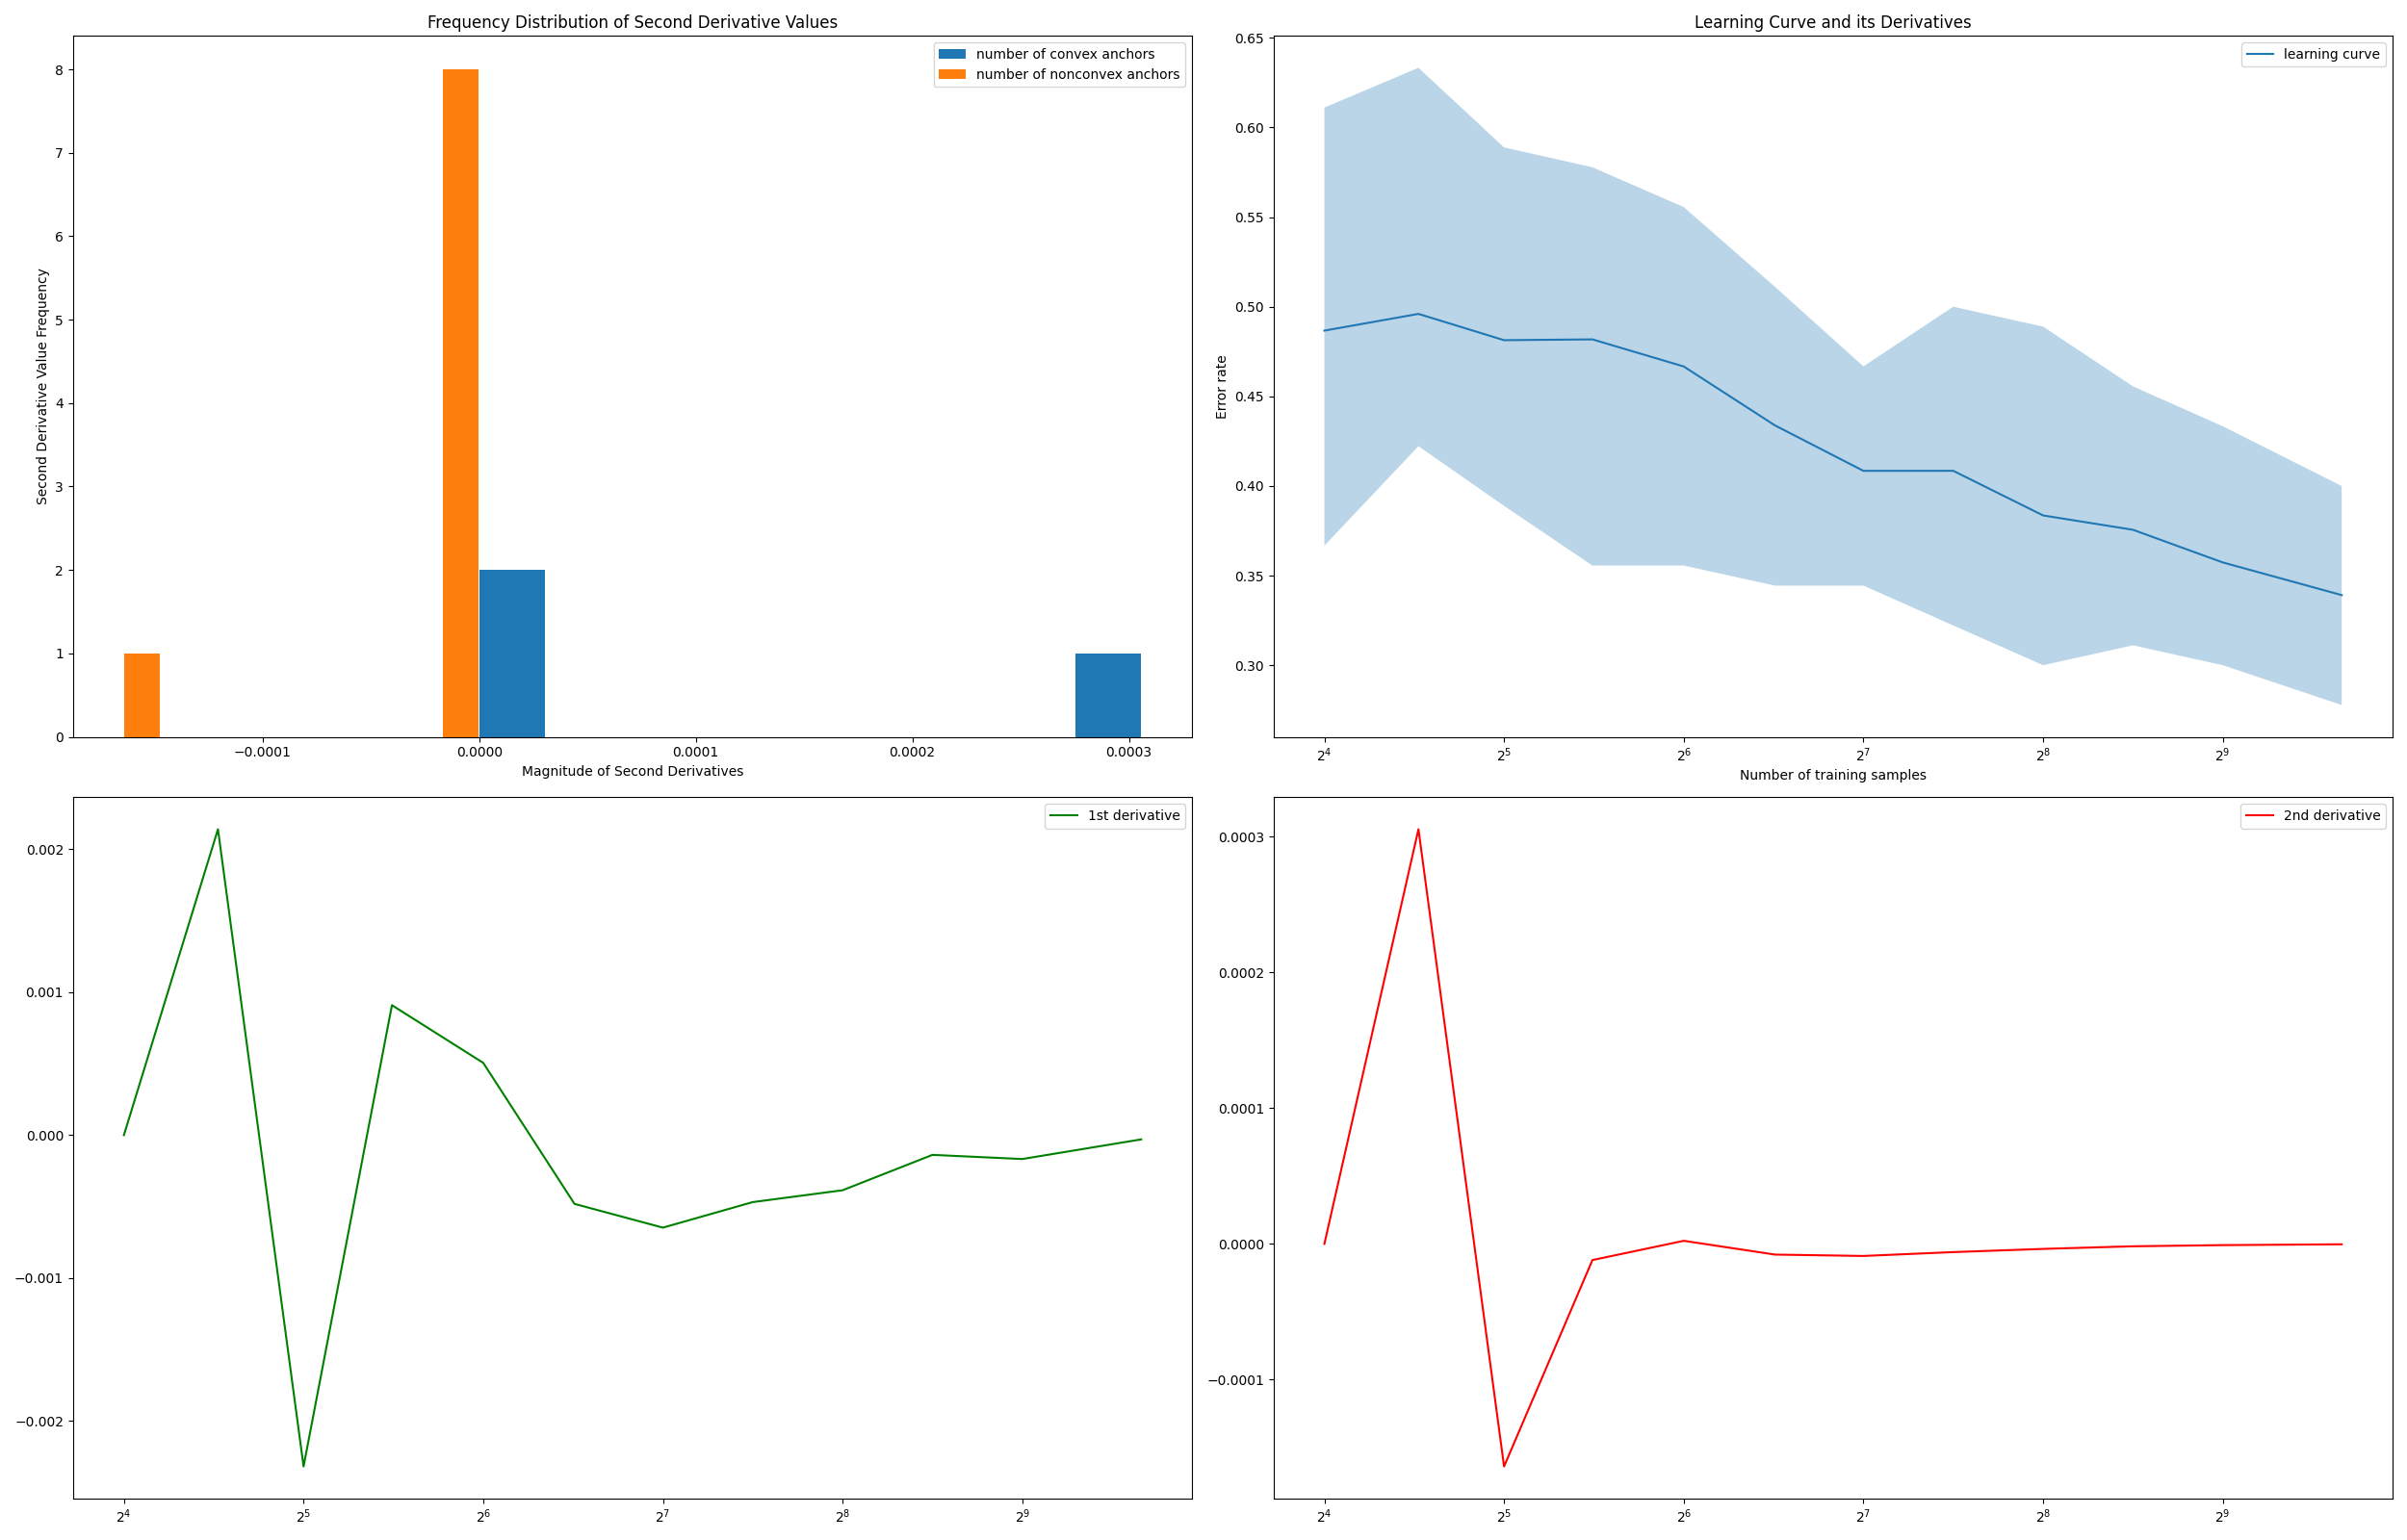 Frequency Distribution of Second Derivative Values
number of convex anchors
number of nonconvex anchors
Second Derivative Value Frequency
8
7
6
5
4
3
2
1
0
−0.0001 0.0000 0.0001 0.0002 0.0003
Magnitude of Second Derivatives
Learning Curve and its Derivatives
learning curve
Error rate
0.65
0.60
0.55
0.50
0.45
0.40
0.35
0.30
2⁴ 2⁵ 2⁶ 2⁷ 2⁸ 2⁹
Number of training samples
1st derivative
0.002
0.001
0.000
−0.001
−0.002
2⁴ 2⁵ 2⁶ 2⁷ 2⁸ 2⁹
2nd derivative
0.0003
0.0002
0.0001
0.0000
−0.0001
2⁴ 2⁵ 2⁶ 2⁷ 2⁸ 2⁹